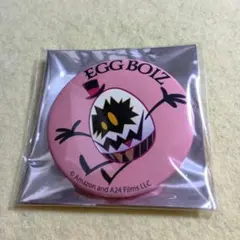 EGG BOIZ
© Amazon and A24 Films LLC